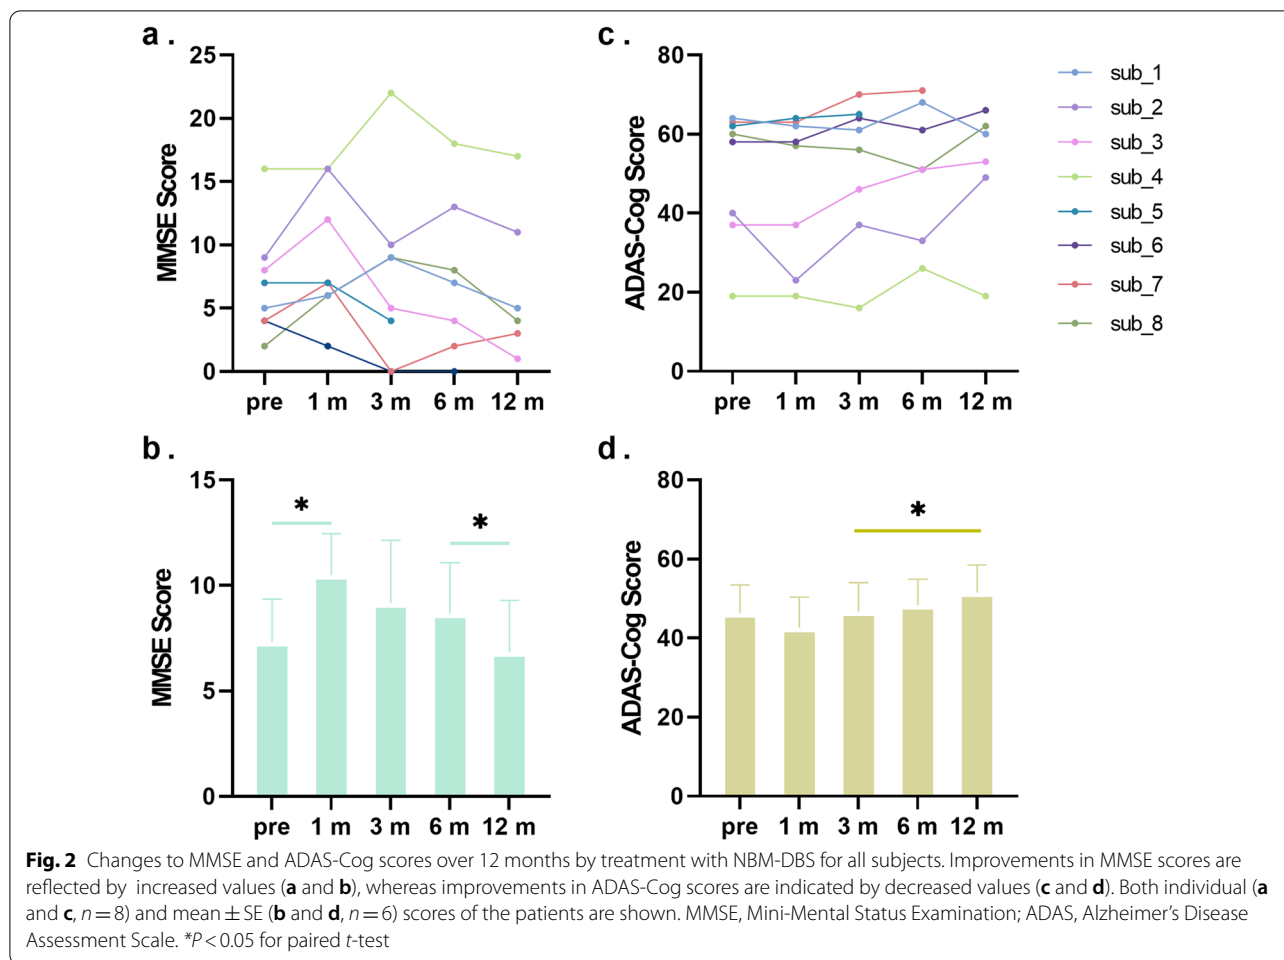 a.
25
20
15
10
5
0
MMSE Score
pre 1 m 3 m 6 m 12 m
c.
80
60
40
20
0
ADAS-Cog Score
pre 1 m 3 m 6 m 12 m
sub_1
sub_2
sub_3
sub_4
sub_5
sub_6
sub_7
sub_8
b.
15
10
5
0
MMSE Score
*
*
pre 1 m 3 m 6 m 12 m
d.
80
60
40
20
0
ADAS-Cog Score
*
pre 1 m 3 m 6 m 12 m
Fig. 2 Changes to MMSE and ADAS-Cog scores over 12 months by treatment with NBM-DBS for all subjects. Improvements in MMSE scores are
reflected by increased values (a and b), whereas improvements in ADAS-Cog scores are indicated by decreased values (c and d). Both individual (a
and c, n = 8) and mean ± SE (b and d, n = 6) scores of the patients are shown. MMSE, Mini-Mental Status Examination; ADAS, Alzheimer's Disease
Assessment Scale. *P < 0.05 for paired t-test